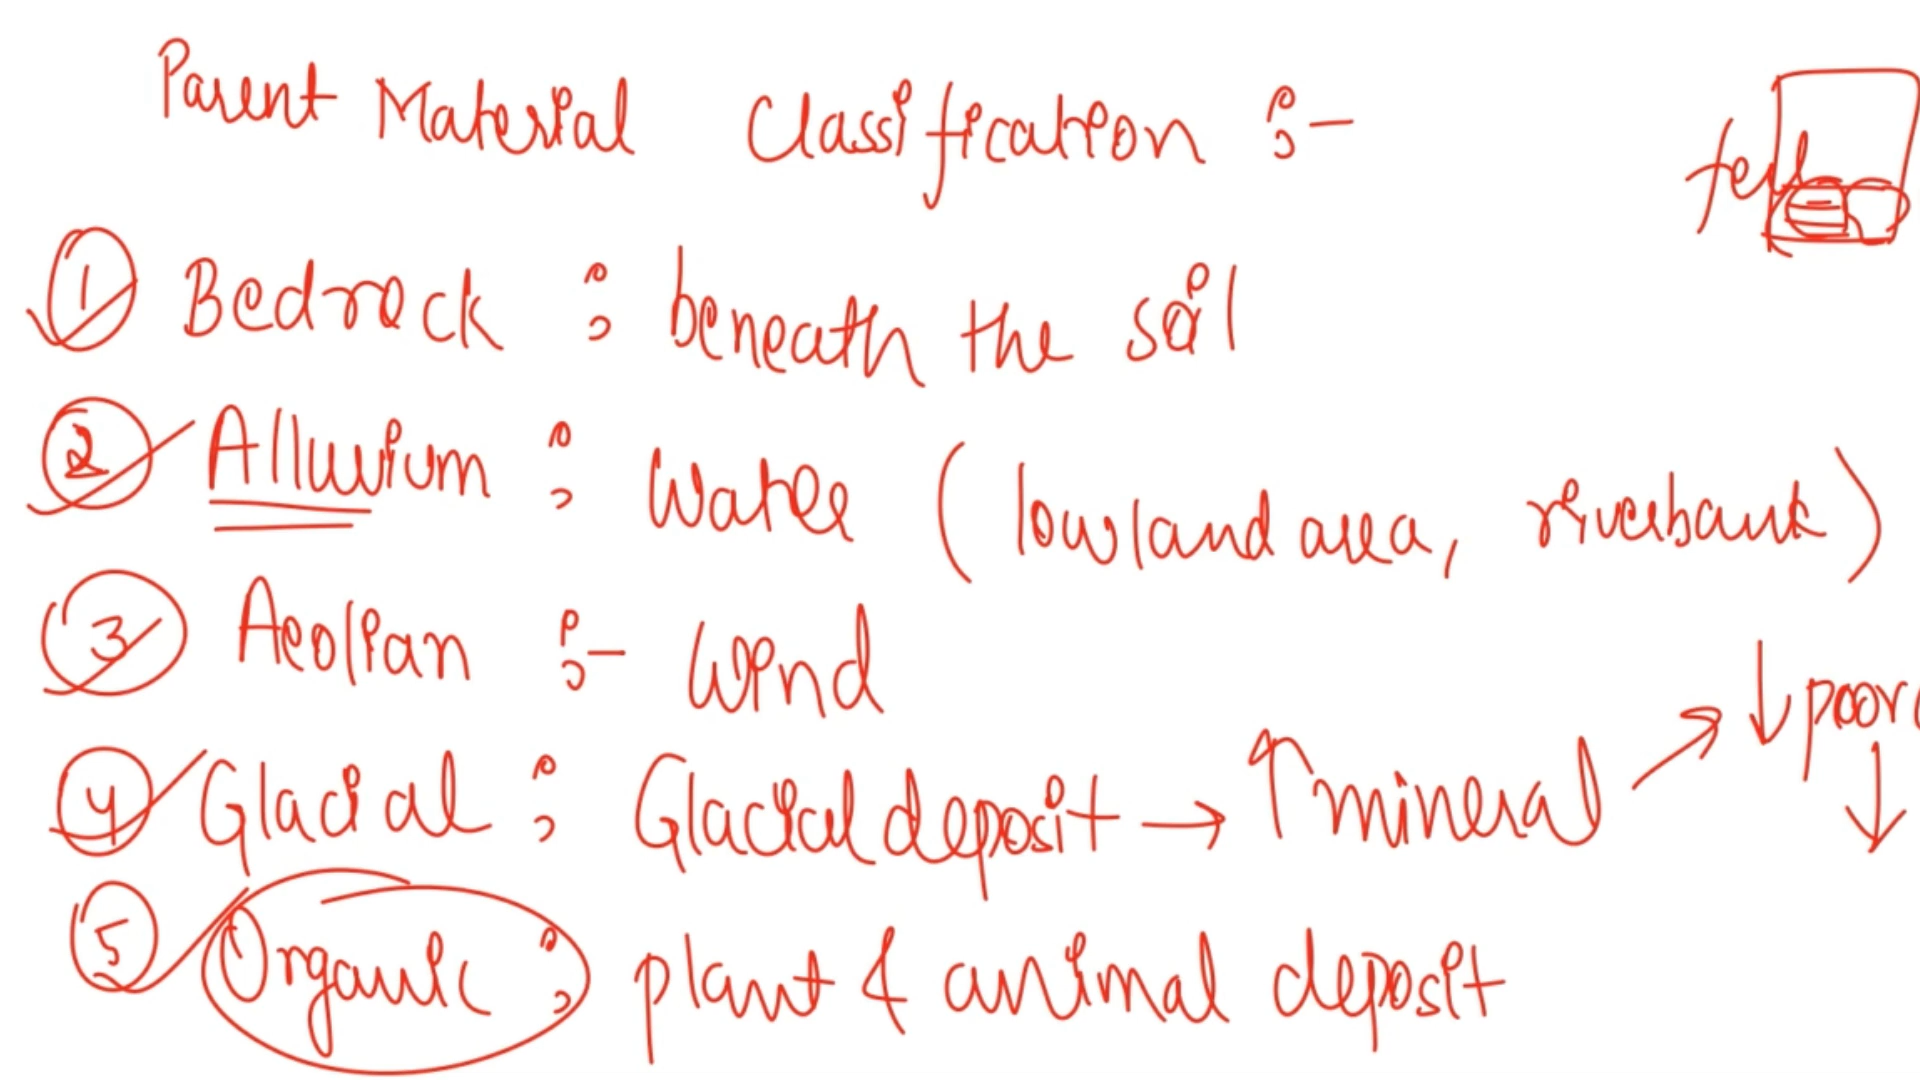 Parent Material Classification :-
① Bedrock : beneath the soil
② Alluvium : Water (lowland area, riverbank)
③ Aeolian :- Wind
④ Glacial : Glacial deposit → ↑ mineral → ↓ poor
⑤ Organic : plant & animal deposit